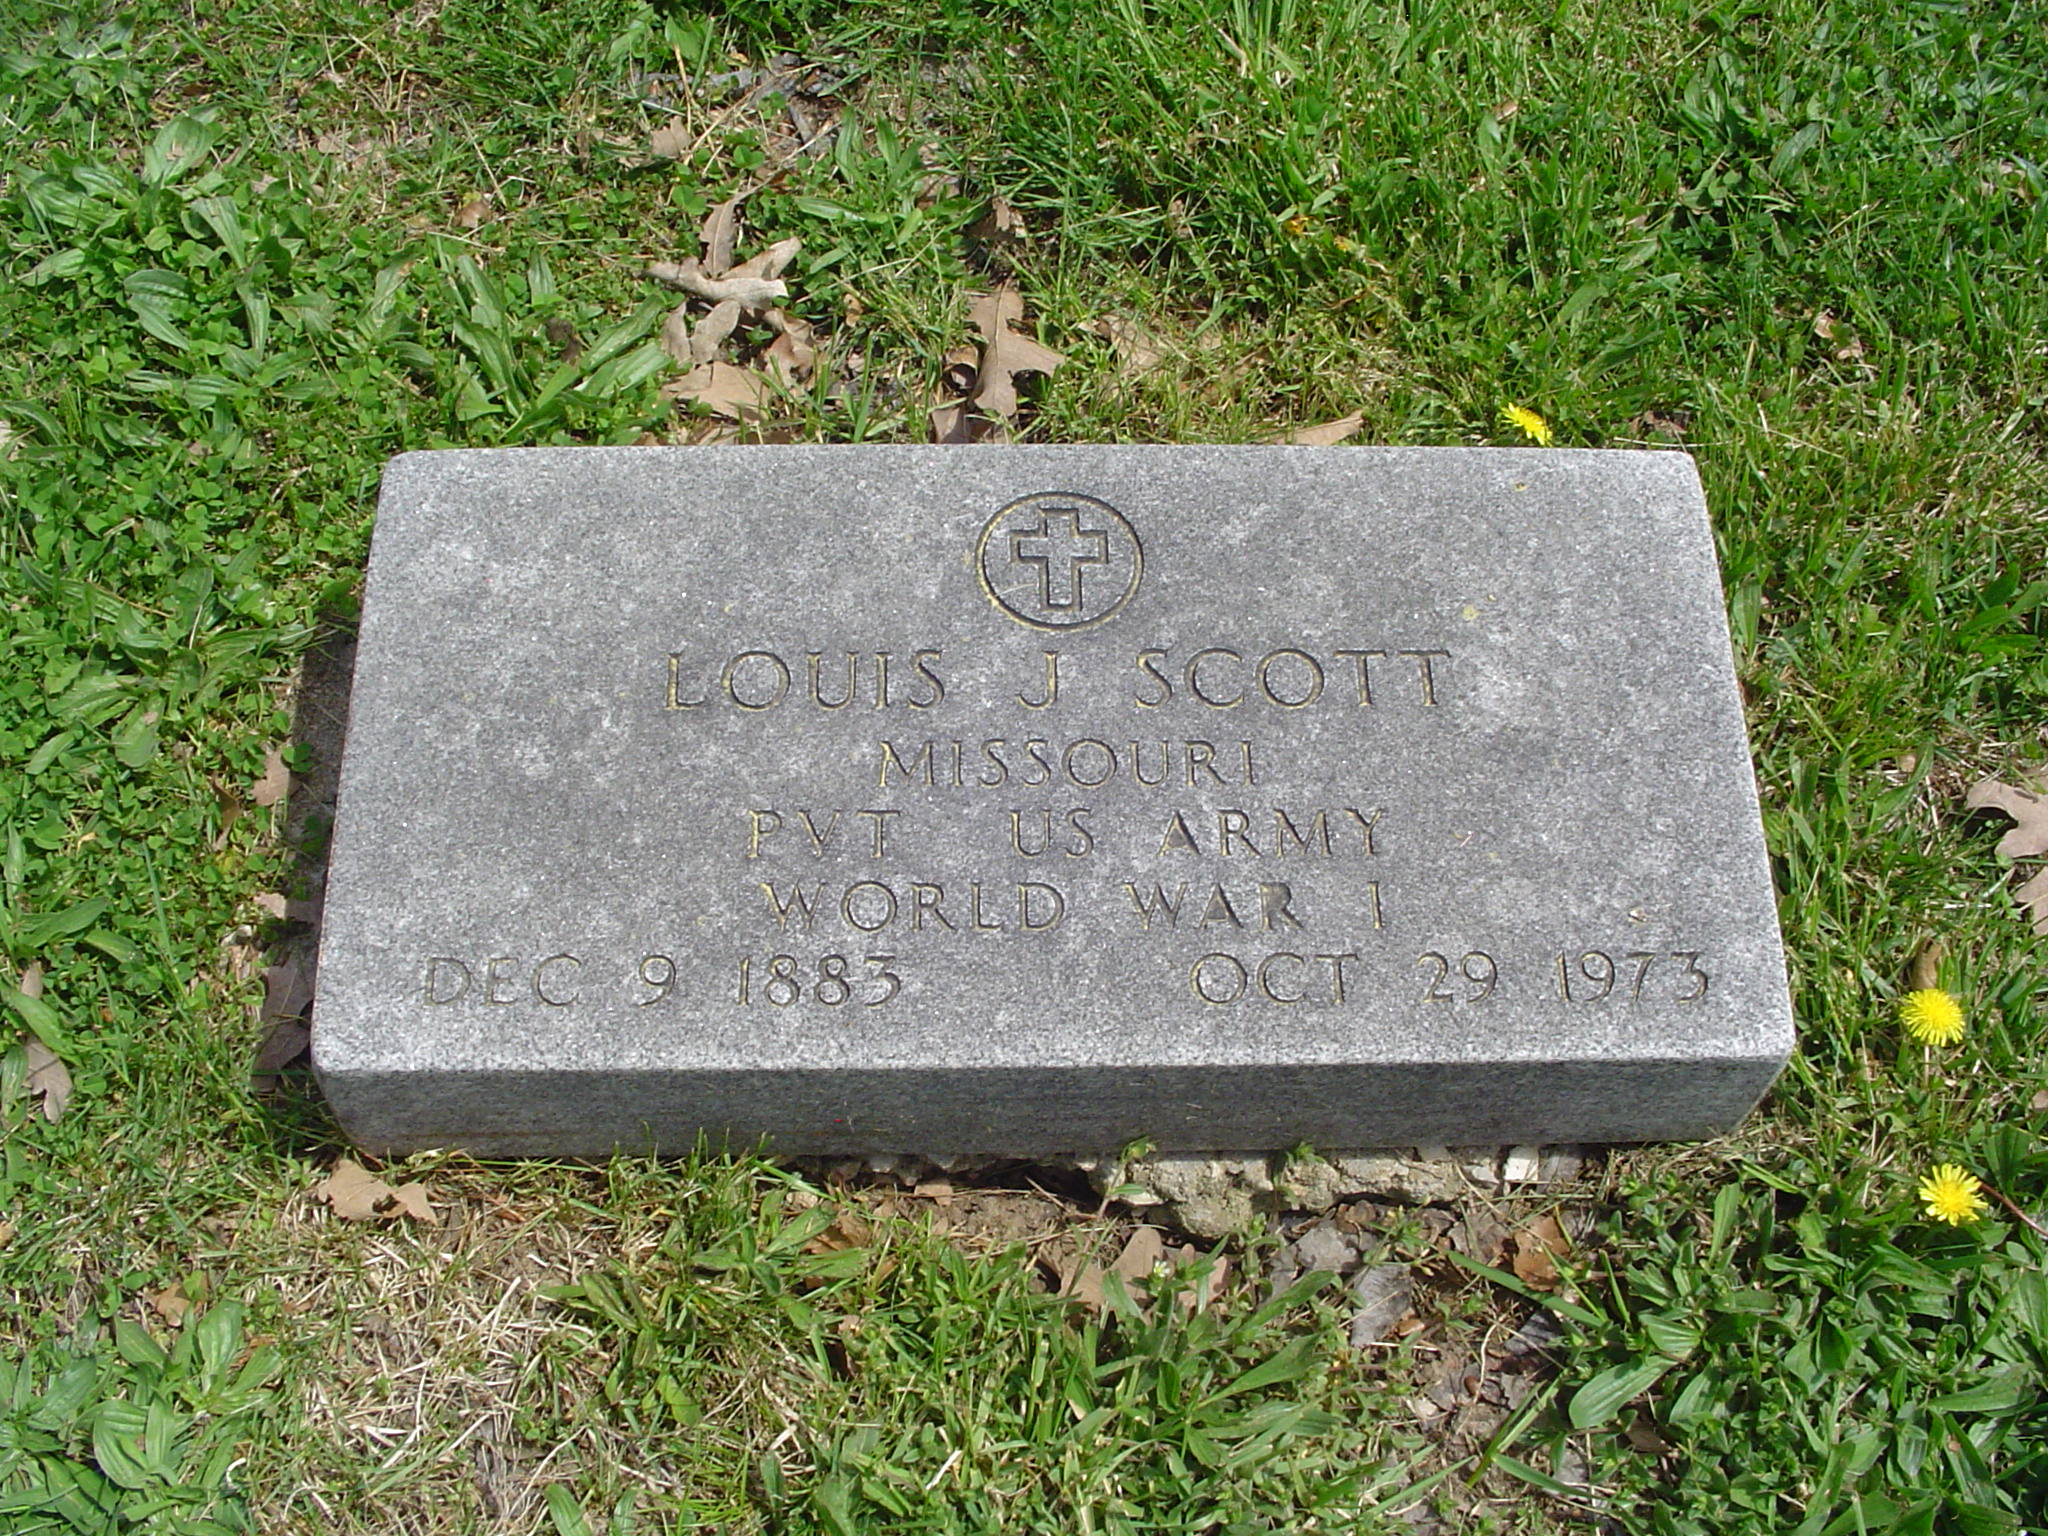 LOUIS J SCOTT
MISSOURI
PVT US ARMY
WORLD WAR I
DEC 9 1883 OCT 29 1973